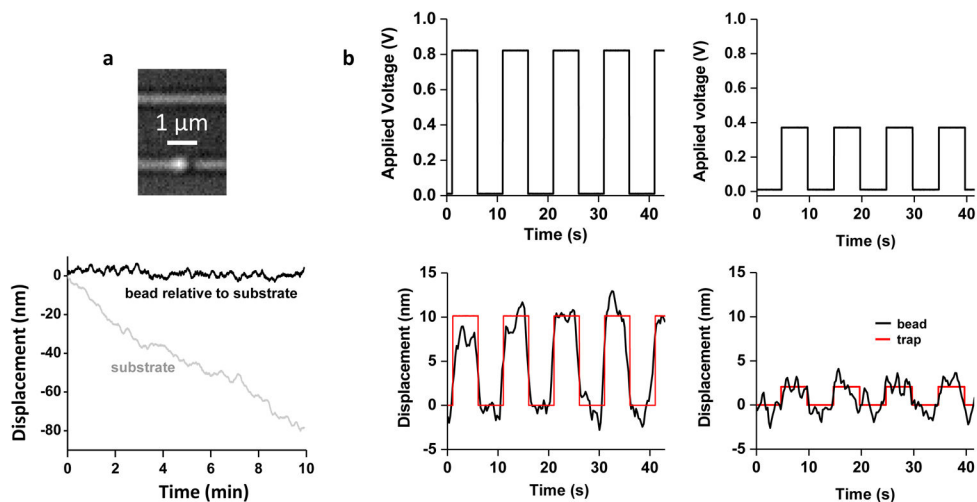 a
1 µm
0
-20
-40
-60
-80
Displacement (nm)
bead relative to substrate
substrate
0 2 4 6 8 10
Time (min)
b
1.0
0.8
0.6
0.4
0.2
0.0
Applied Voltage (V)
0 10 20 30 40
Time (s)
1.0
0.8
0.6
0.4
0.2
0.0
Applied voltage (V)
0 10 20 30 40
Time (s)
15
10
5
0
-5
Displacement (nm)
0 10 20 30 40
Time (s)
15
10
5
0
-5
Displacement (nm)
bead
trap
0 10 20 30 40
Time (s)